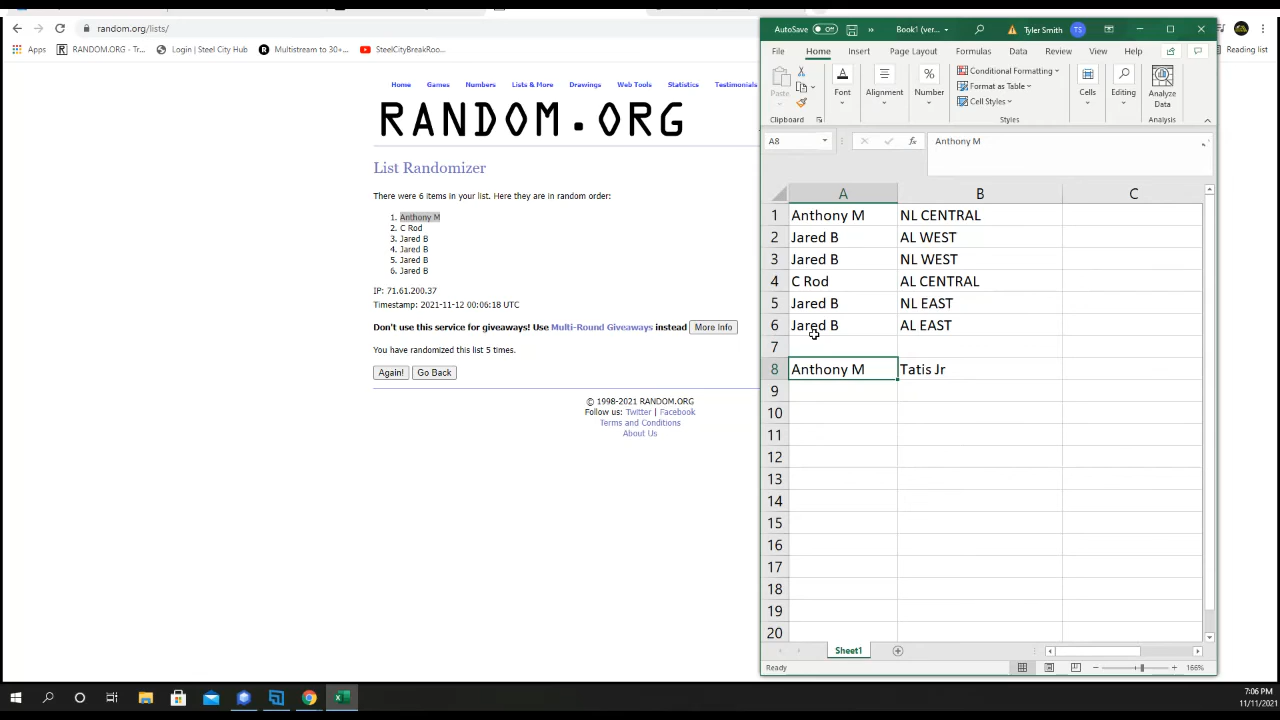 random.org/lists/
Reading list
Apps
RANDOM.ORG - Tr...
Login | Steel City Hub
Multistream to 30+...
SteelCityBreakRoo...
Home
Games
Numbers
Lists & More
Drawings
Web Tools
Statistics
Testimonials
RANDOM.ORG
List Randomizer
There were 6 items in your list. Here they are in random order:
1. Anthony M
2. C Rod
3. Jared B
4. Jared B
5. Jared B
6. Jared B
IP: 71.61.200.37
Timestamp: 2021-11-12 00:06:18 UTC
Don't use this service for giveaways! Use Multi-Round Giveaways instead More Info
You have randomized this list 5 times.
Again! Go Back
© 1998-2021 RANDOM.ORG
Follow us: Twitter | Facebook
Terms and Conditions
About Us
AutoSave Off » Book1 (ver... Tyler Smith TS
File Home Insert Page Layout Formulas Data Review View Help
Paste
Clipboard
Font
Alignment
Number
Conditional Formatting
Format as Table
Cell Styles
Styles
Cells
Editing
Analyze
Data
Analysis
A8 fx Anthony M
A B C
1 Anthony M NL CENTRAL
2 Jared B AL WEST
3 Jared B NL WEST
4 C Rod AL CENTRAL
5 Jared B NL EAST
6 Jared B AL EAST
7
8 Anthony M Tatis Jr
9
10
11
12
13
14
15
16
17
18
19
20
Sheet1
Ready
166%
7:06 PM
11/11/2021